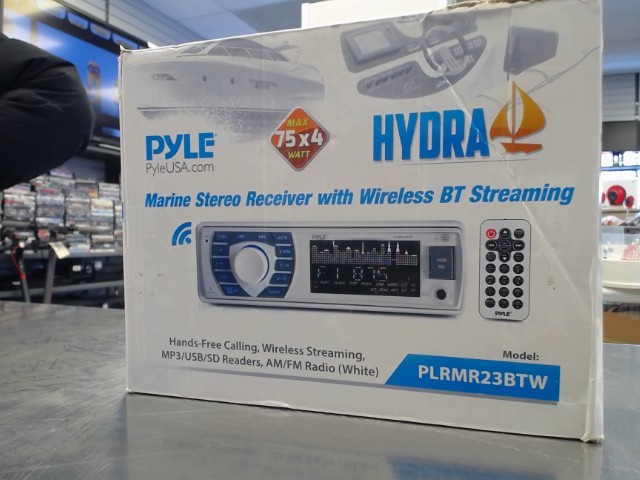 PYLE
PyleUSA.com
MAX
75x4
WATT
HYDRA
Marine Stereo Receiver with Wireless BT Streaming
PYLE
Hands-Free Calling, Wireless Streaming,
MP3/USB/SD Readers, AM/FM Radio (White)
Model:
PLRMR23BTW